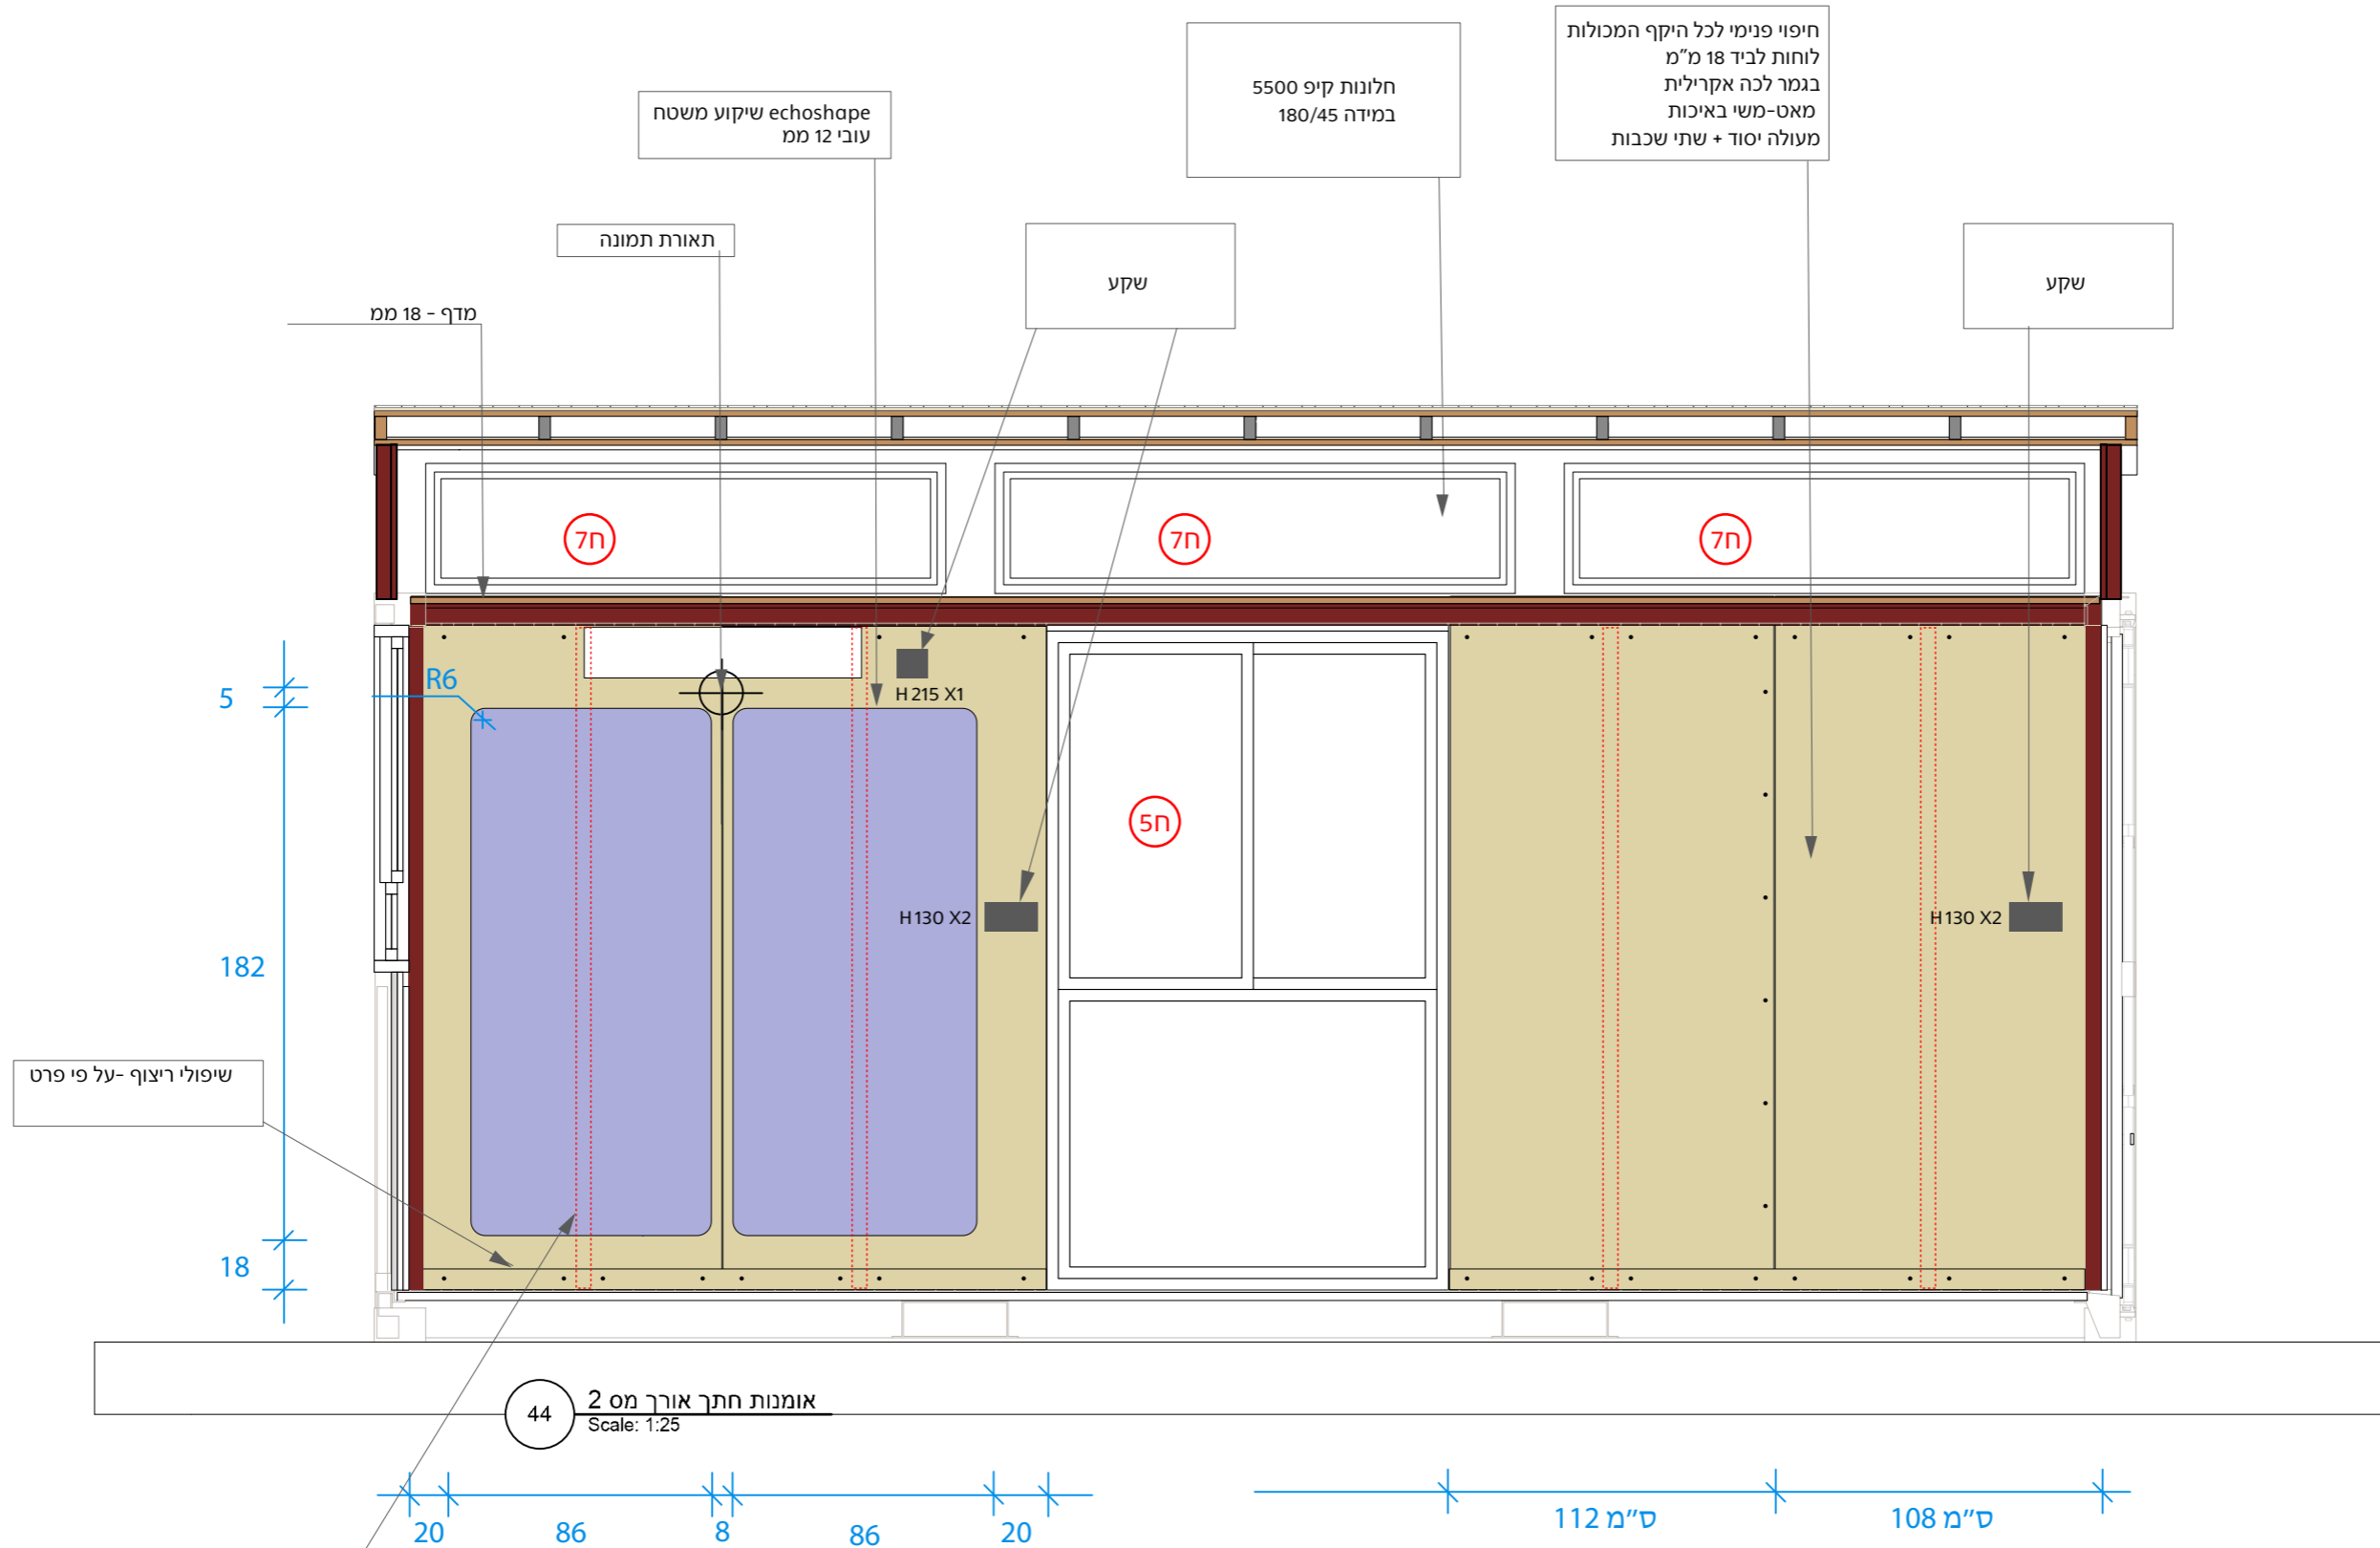 חיפוי פנימי לכל היקף המכולות
לוחות לביד 18 מ"מ
בגמר לכה אקרילית
מאט-משי באיכות
מעולה יסוד + שתי שכבות
חלונות קיפ 5500
במידה 180/45
echoshape שיקוע משטח
עובי 12 ממ
תאורת תמונה
שקע
שקע
מדף - 18 ממ
ח7
ח7
ח7
5
R6
H 215 X1
ח5
H130 X2
H130 X2
182
שיפולי ריצוף -על פי פרט
18
44
אומנות חתך אורך מס 2
Scale: 1:25
20
86
8
86
20
112 ס"מ
108 ס"מ